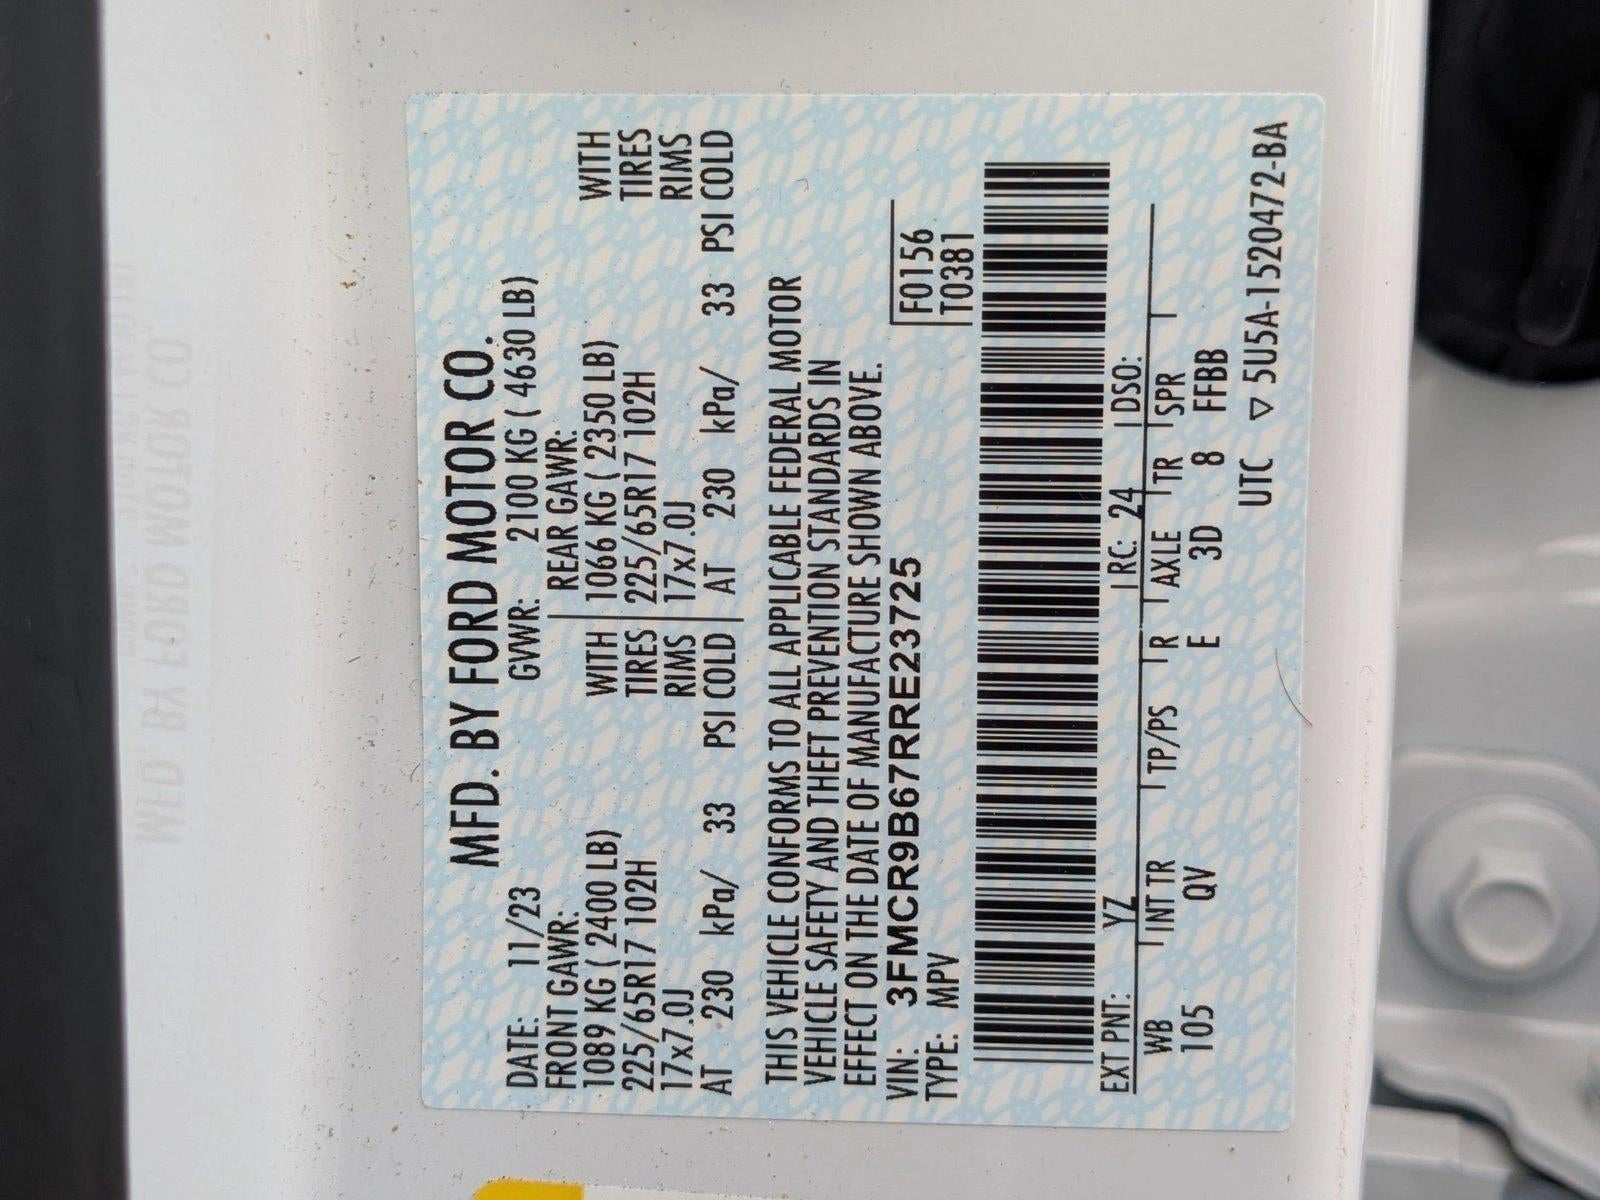 MFD. BY FORD MOTOR CO.
DATE: 11/23 GVWR: 2100 KG ( 4630 LB)
FRONT GAWR: REAR GAWR:
1089 KG ( 2400 LB) WITH 1066 KG ( 2350 LB) WITH
225/65R17 102H TIRES 225/65R17 102H TIRES
17x7.0J RIMS 17x7.0J RIMS
AT 230 kPa/ 33 PSI COLD AT 230 kPa/ 33 PSI COLD
THIS VEHICLE CONFORMS TO ALL APPLICABLE FEDERAL MOTOR
VEHICLE SAFETY AND THEFT PREVENTION STANDARDS IN
EFFECT ON THE DATE OF MANUFACTURE SHOWN ABOVE.
VIN: 3FMCR9B67RRE23725 F0156
TYPE: MPV T0381
EXT PNT: YZ RC: 24 DSO:
WB INT TR TP/PS R AXLE TR SPR
105 QV E 3D 8 FFBB
UTC ▽ 5U5A-1520472-BA